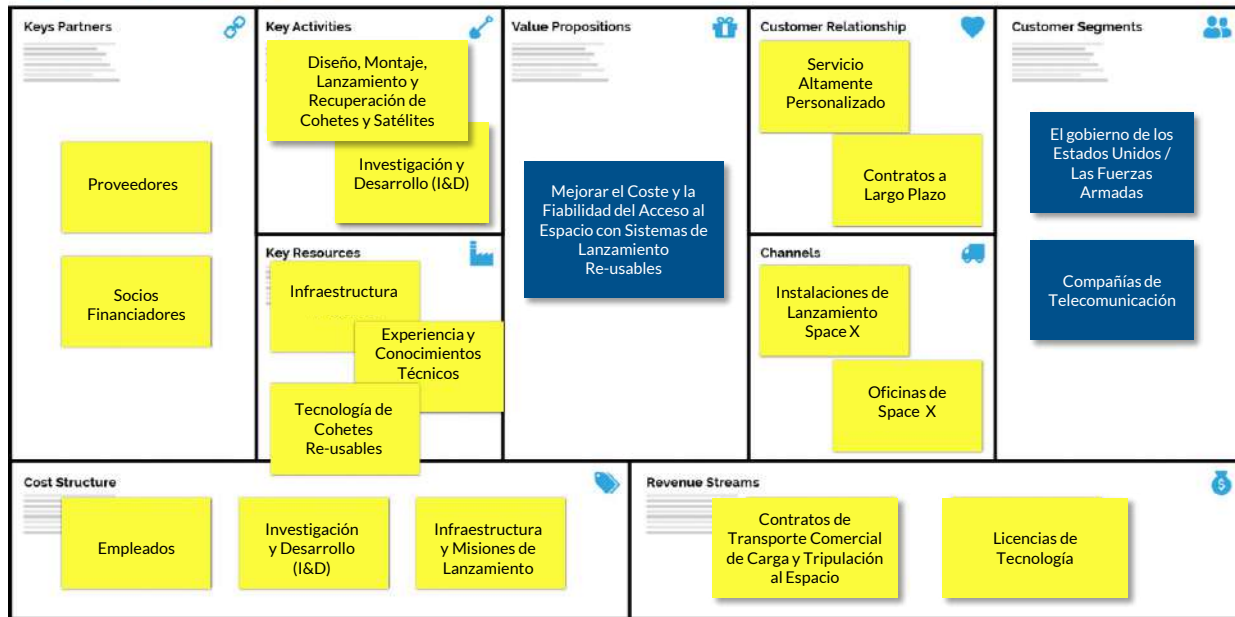 Keys Partners
Proveedores
Socios
Financiadores
Key Activities
Diseño, Montaje,
Lanzamiento y
Recuperación de
Cohetes y Satélites
Investigación y
Desarrollo (I&D)
Key Resources
Infraestructura
Experiencia y
Conocimientos
Técnicos
Tecnología de
Cohetes
Re-usables
Value Propositions
Mejorar el Coste y la
Fiabilidad del Acceso al
Espacio con Sistemas de
Lanzamiento
Re-usables
Customer Relationship
Servicio
Altamente
Personalizado
Contratos a
Largo Plazo
Channels
Instalaciones de
Lanzamiento
Space X
Oficinas de
Space X
Customer Segments
El gobierno de los
Estados Unidos /
Las Fuerzas
Armadas
Compañías de
Telecomunicación
Cost Structure
Empleados
Investigación
y Desarrollo
(I&D)
Infraestructura
y Misiones de
Lanzamiento
Revenue Streams
$
Contratos de
Transporte Comercial
de Carga y Tripulación
al Espacio
Licencias de
Tecnología